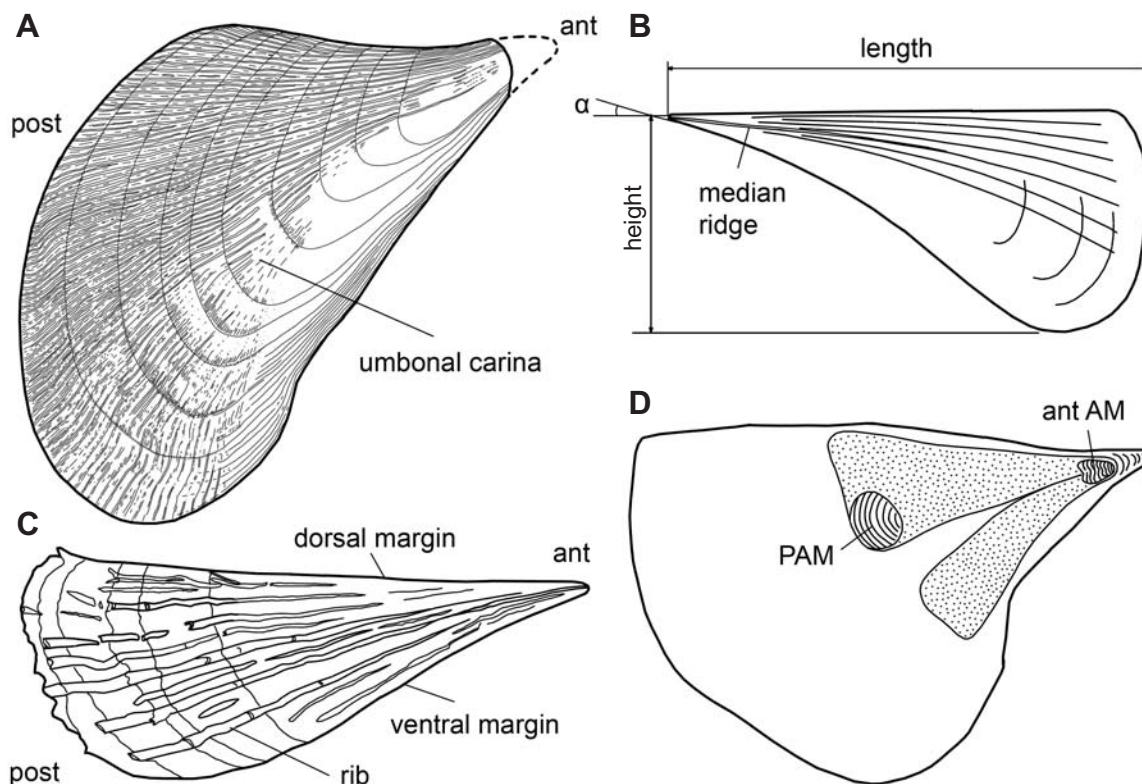 A
ant
post
umbonal carina
B
length
α
height
median
ridge
C
dorsal margin
ant
ventral margin
rib
post
D
ant AM
PAM